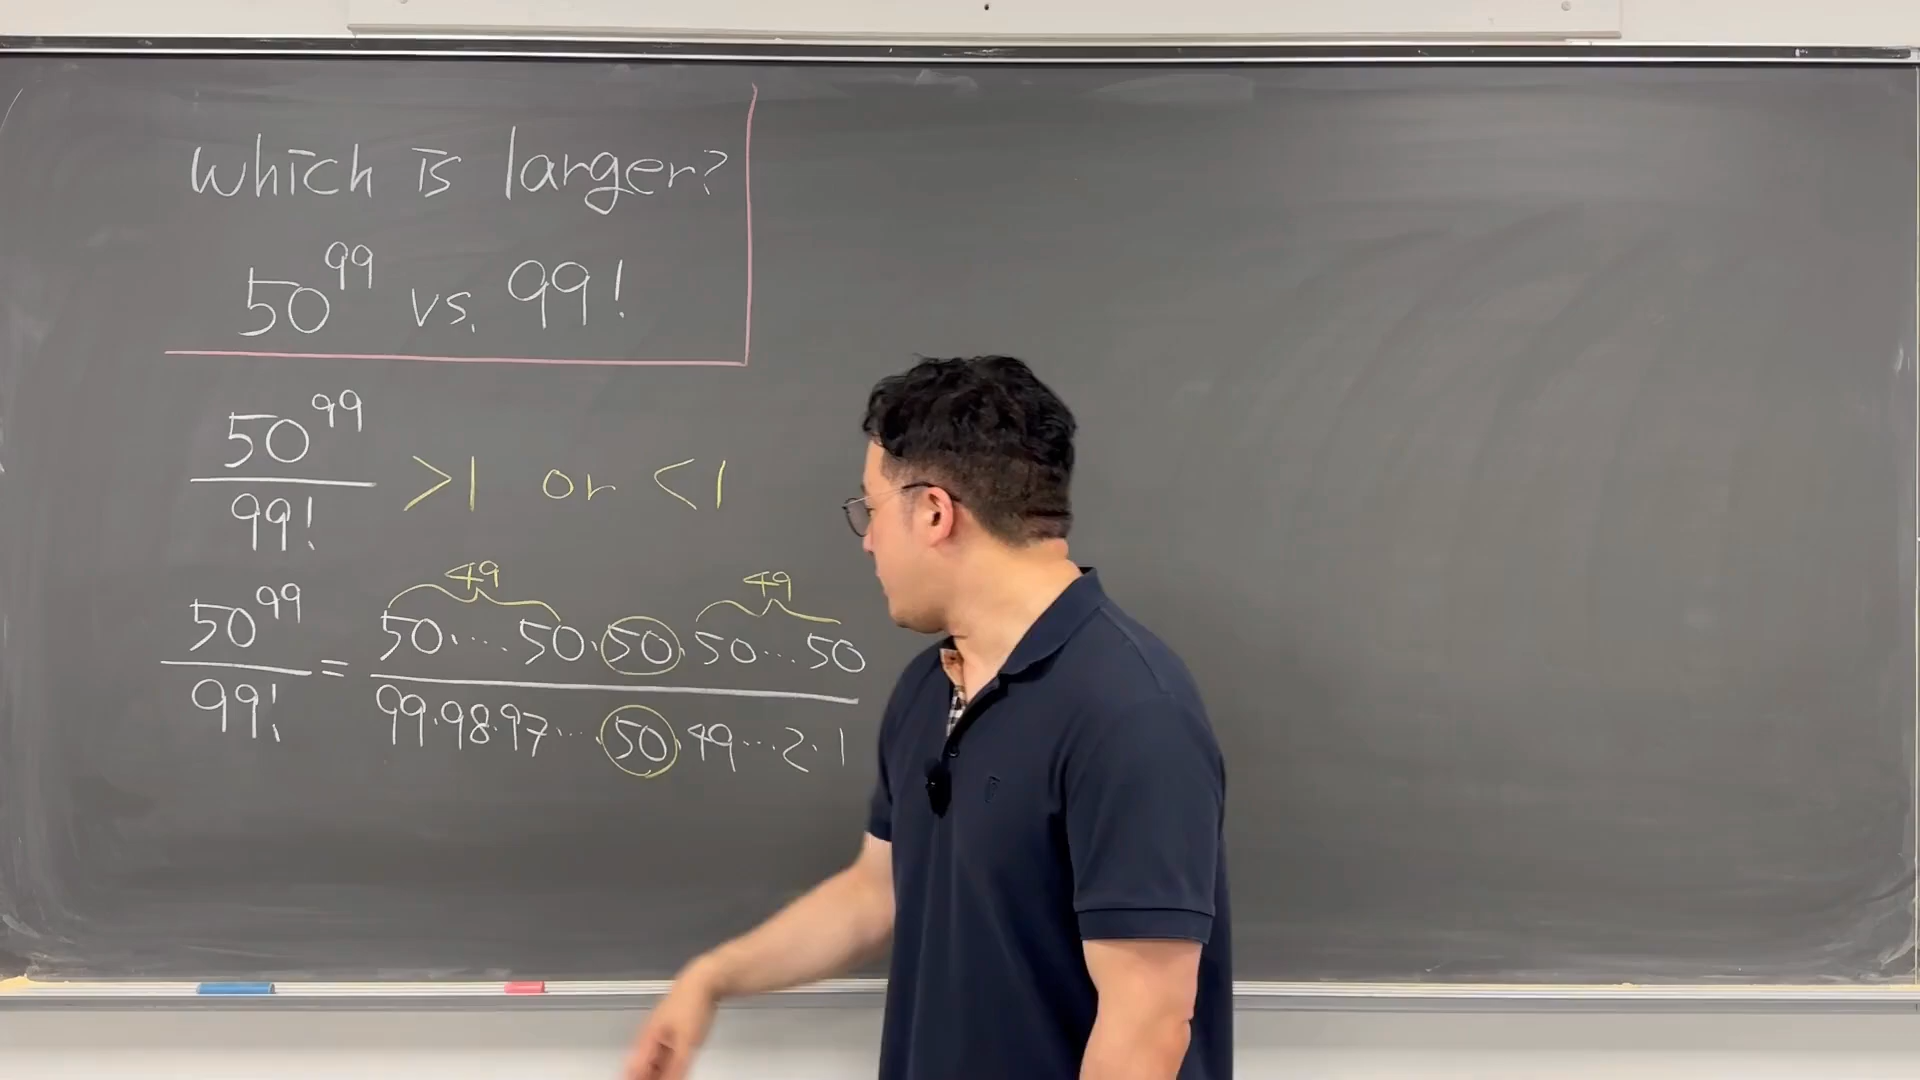 which is larger?
50^99 vs. 99!
50^99 / 99! >1 or <1
49 49
50^99 / 99! = 50....50.50.50...50 / 99.98.97....50.49...2.1